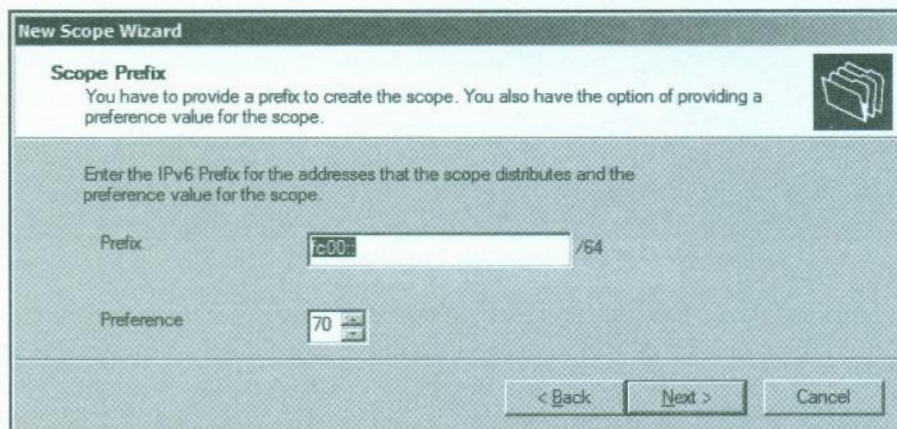 New Scope Wizard
Scope Prefix
You have to provide a prefix to create the scope. You also have the option of providing a
preference value for the scope.
Enter the IPv6 Prefix for the addresses that the scope distributes and the
preference value for the scope.
Prefix fc00:: /64
Preference 70
< Back Next > Cancel